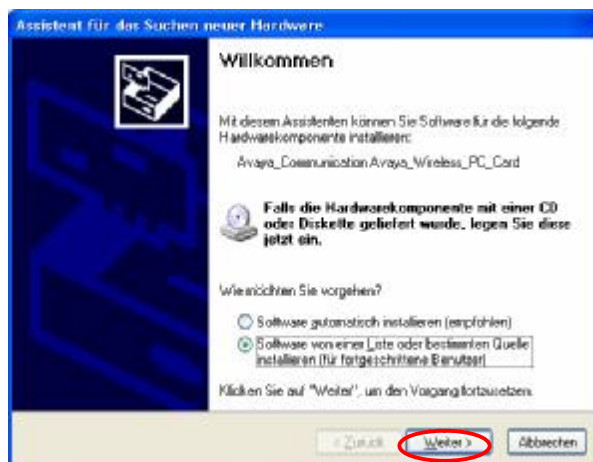 Assistent für das Suchen neuer Hardware
Willkommen
Mit diesem Assistenten können Sie Software für die folgende
Hardwarekomponente installieren:
Avaya_Communication Avaya_Wireless_PC_Card
Falls die Hardwarekomponente mit einer CD
oder Diskette geliefert wurde, legen Sie diese
jetzt ein.
Wie möchten Sie vorgehen?
Software automatisch installieren (empfohlen)
Software von einer Liste oder bestimmten Quelle
installieren (für fortgeschrittene Benutzer)
Klicken Sie auf "Weiter", um den Vorgang fortzusetzen.
< Zurück Weiter > Abbrechen